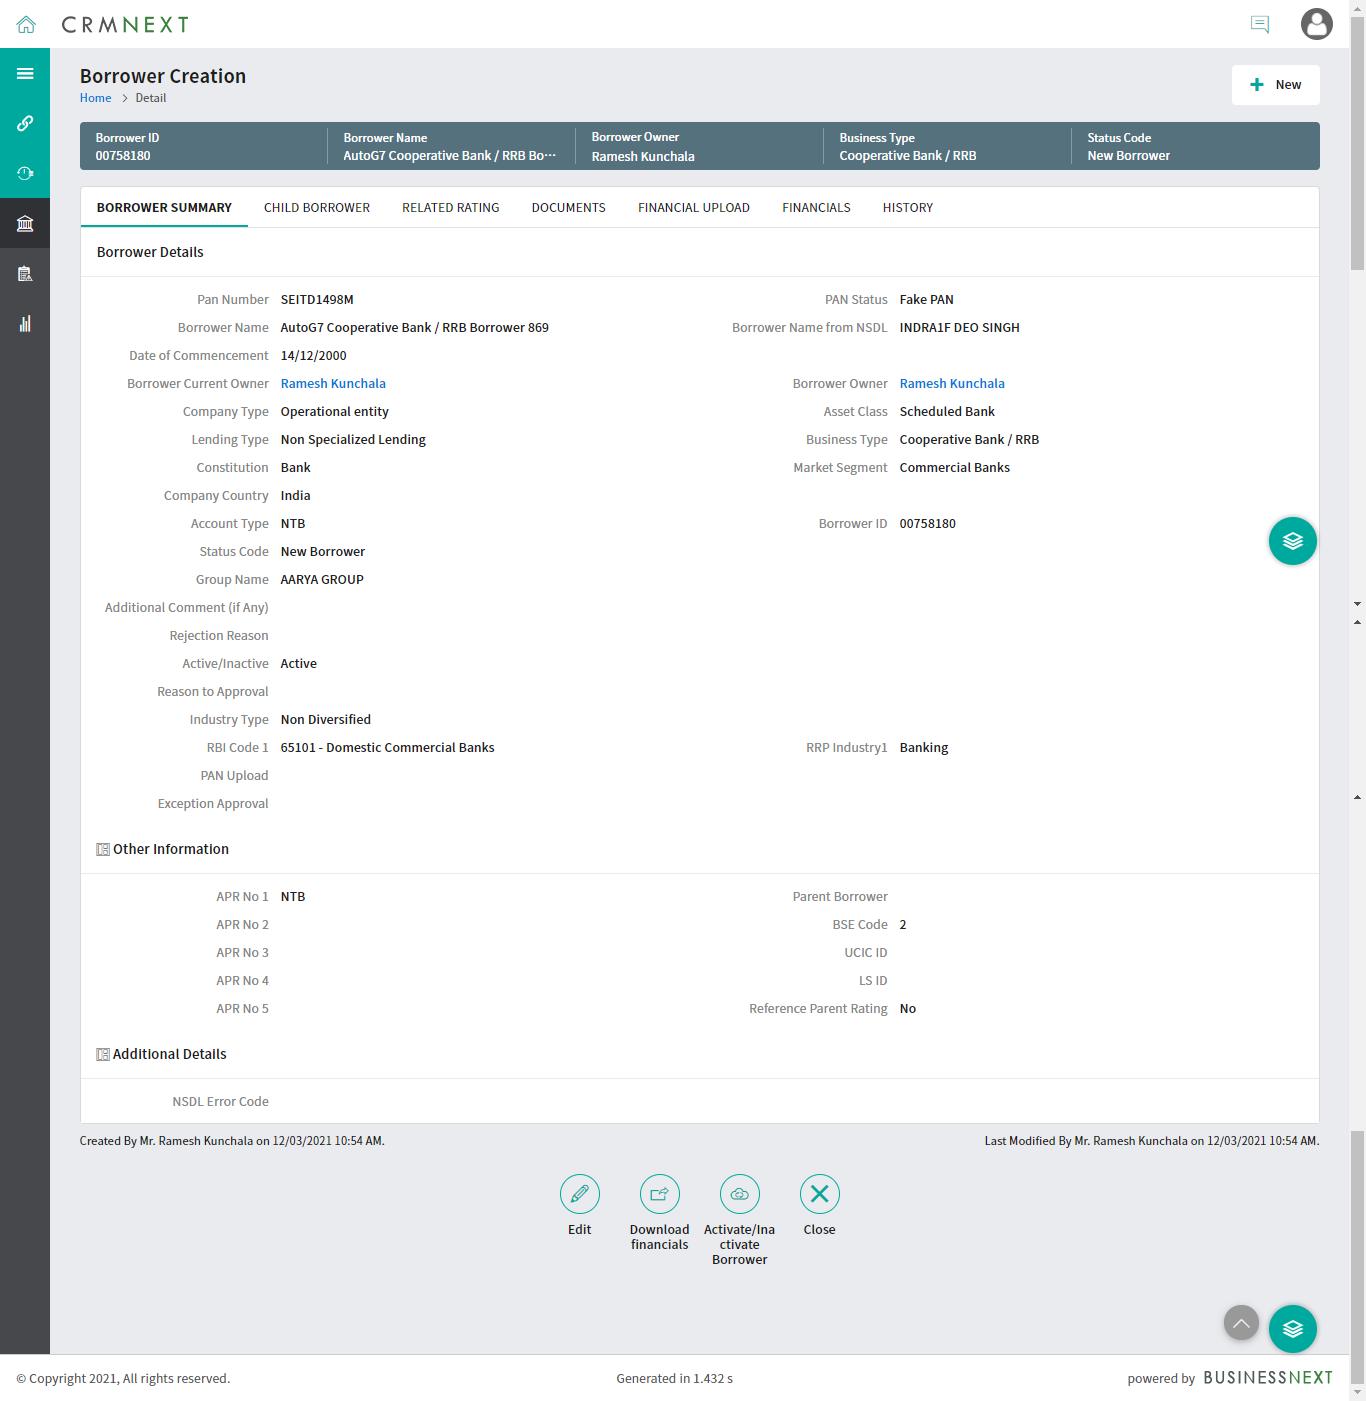 CRMNEXT
Borrower Creation
Home > Detail
New
Borrower ID
00758180
Borrower Name
AutoG7 Cooperative Bank / RRB Bo···
Borrower Owner
Ramesh Kunchala
Business Type
Cooperative Bank / RRB
Status Code
New Borrower
BORROWER SUMMARY CHILD BORROWER RELATED RATING DOCUMENTS FINANCIAL UPLOAD FINANCIALS HISTORY
Borrower Details
Pan Number SEITD1498M PAN Status Fake PAN
Borrower Name AutoG7 Cooperative Bank / RRB Borrower 869 Borrower Name from NSDL INDRA1F DEO SINGH
Date of Commencement 14/12/2000
Borrower Current Owner Ramesh Kunchala Borrower Owner Ramesh Kunchala
Company Type Operational entity Asset Class Scheduled Bank
Lending Type Non Specialized Lending Business Type Cooperative Bank / RRB
Constitution Bank Market Segment Commercial Banks
Company Country India
Account Type NTB Borrower ID 00758180
Status Code New Borrower
Group Name AARYA GROUP
Additional Comment (if Any)
Rejection Reason
Active/Inactive Active
Reason to Approval
Industry Type Non Diversified
RBI Code 1 65101 - Domestic Commercial Banks RRP Industry1 Banking
PAN Upload
Exception Approval
Other Information
APR No 1 NTB Parent Borrower
APR No 2 BSE Code 2
APR No 3 UCIC ID
APR No 4 LS ID
APR No 5 Reference Parent Rating No
Additional Details
NSDL Error Code
Created By Mr. Ramesh Kunchala on 12/03/2021 10:54 AM. Last Modified By Mr. Ramesh Kunchala on 12/03/2021 10:54 AM.
Edit
Download
financials
Activate/Ina
ctivate
Borrower
Close
© Copyright 2021, All rights reserved. Generated in 1.432 s powered by BUSINESSNEXT